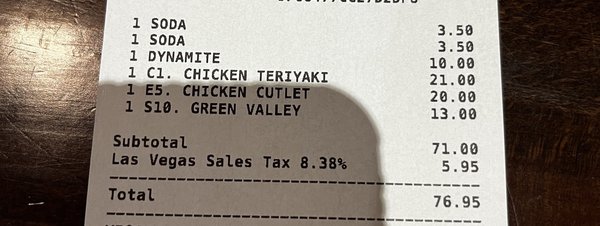 1 SODA 3.50
1 SODA 3.50
1 DYNAMITE 10.00
1 C1. CHICKEN TERIYAKI 21.00
1 E5. CHICKEN CUTLET 20.00
1 S10. GREEN VALLEY 13.00
Subtotal 71.00
Las Vegas Sales Tax 8.38% 5.95
Total 76.95